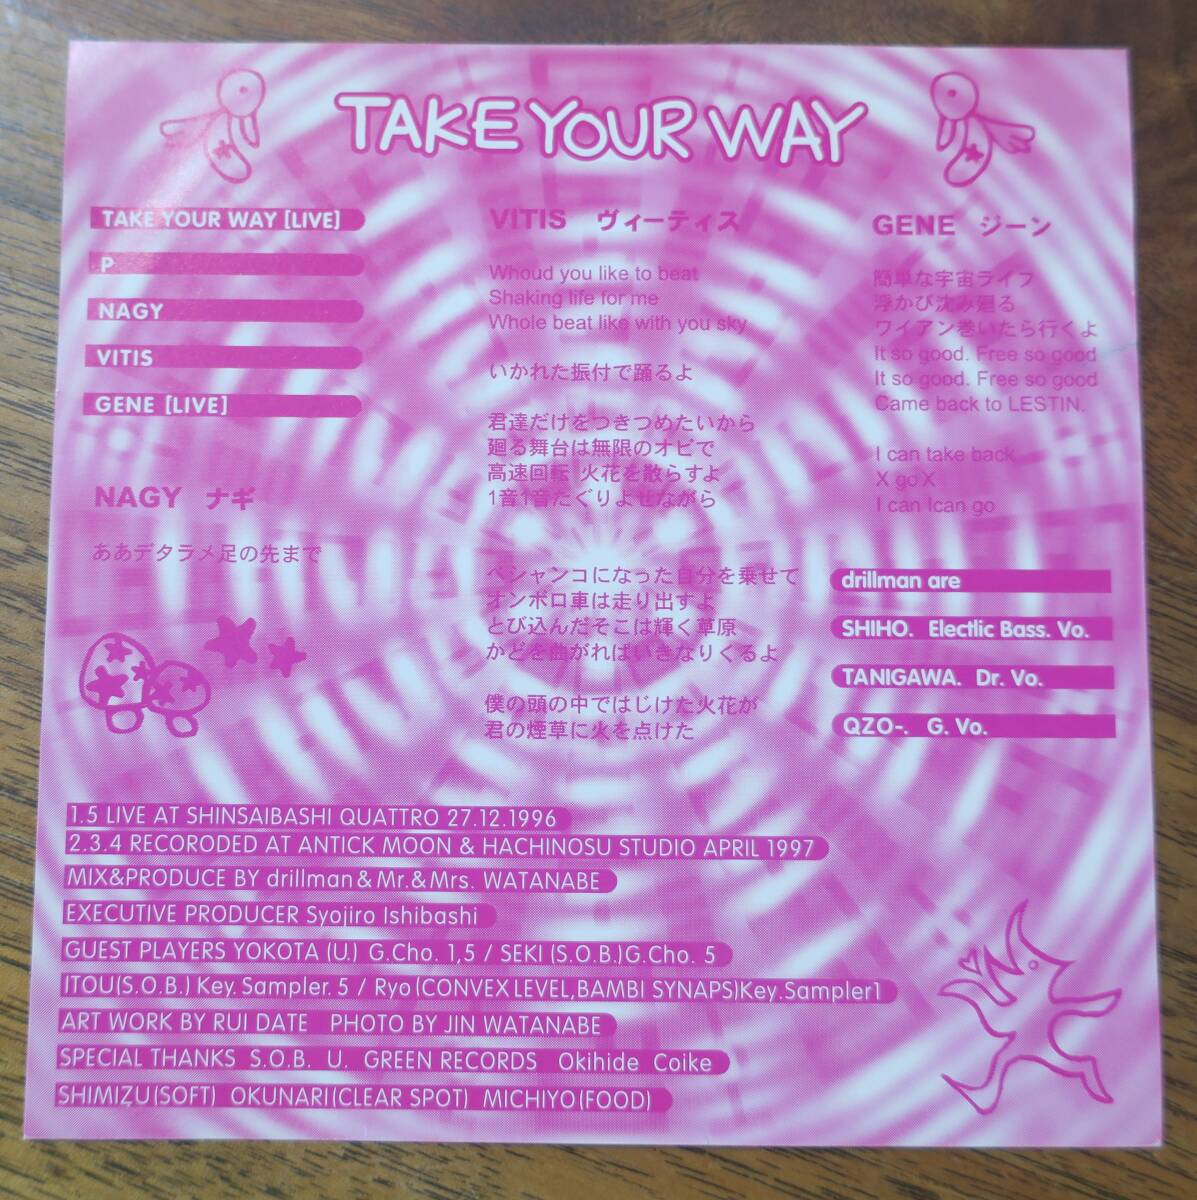 TAKE YOUR WAY
TAKE YOUR WAY [LIVE]
P
NAGY
VITIS
GENE [LIVE]
NAGY ナギ
ああデタラメ足の先まで
VITIS ヴィーティス
Whoud you like to beat
Shaking life for me
Whole beat like with you sky
いかれた振付で踊るよ
君達だけをつきつめたいから
廻る舞台は無限のオビで
高速回転 火花を散らすよ
1音1音たぐりよせながら
ペシャンコになった自分を乗せて
オンボロ車は走り出すよ
とび込んだそこは輝く草原
かどを曲がればいきなりくるよ
僕の頭の中ではじけた火花が
君の煙草に火を点けた
GENE ジーン
簡単な宇宙ライフ
浮かび沈み廻る
ワイアン巻いたら行くよ
It so good. Free so good
It so good. Free so good
Came back to LESTIN.
I can take back
X go X
I can Ican go
drillman are
SHIHO. Electlic Bass. Vo.
TANIGAWA. Dr. Vo.
QZO-. G. Vo.
1.5 LIVE AT SHINSAIBASHI QUATTRO 27.12.1996
2.3.4 RECORODED AT ANTICK MOON & HACHINOSU STUDIO APRIL 1997
MIX&PRODUCE BY drillman & Mr.& Mrs. WATANABE
EXECUTIVE PRODUCER Syojiro Ishibashi
GUEST PLAYERS YOKOTA (U.) G.Cho. 1,5 / SEKI (S.O.B.)G.Cho. 5
ITOU(S.O.B.) Key. Sampler. 5 / Ryo (CONVEX LEVEL,BAMBI SYNAPS)Key.Sampler1
ART WORK BY RUI DATE PHOTO BY JIN WATANABE
SPECIAL THANKS S.O.B. U. GREEN RECORDS Okihide Coike
SHIMIZU(SOFT) OKUNARI(CLEAR SPOT) MICHIYO(FOOD)